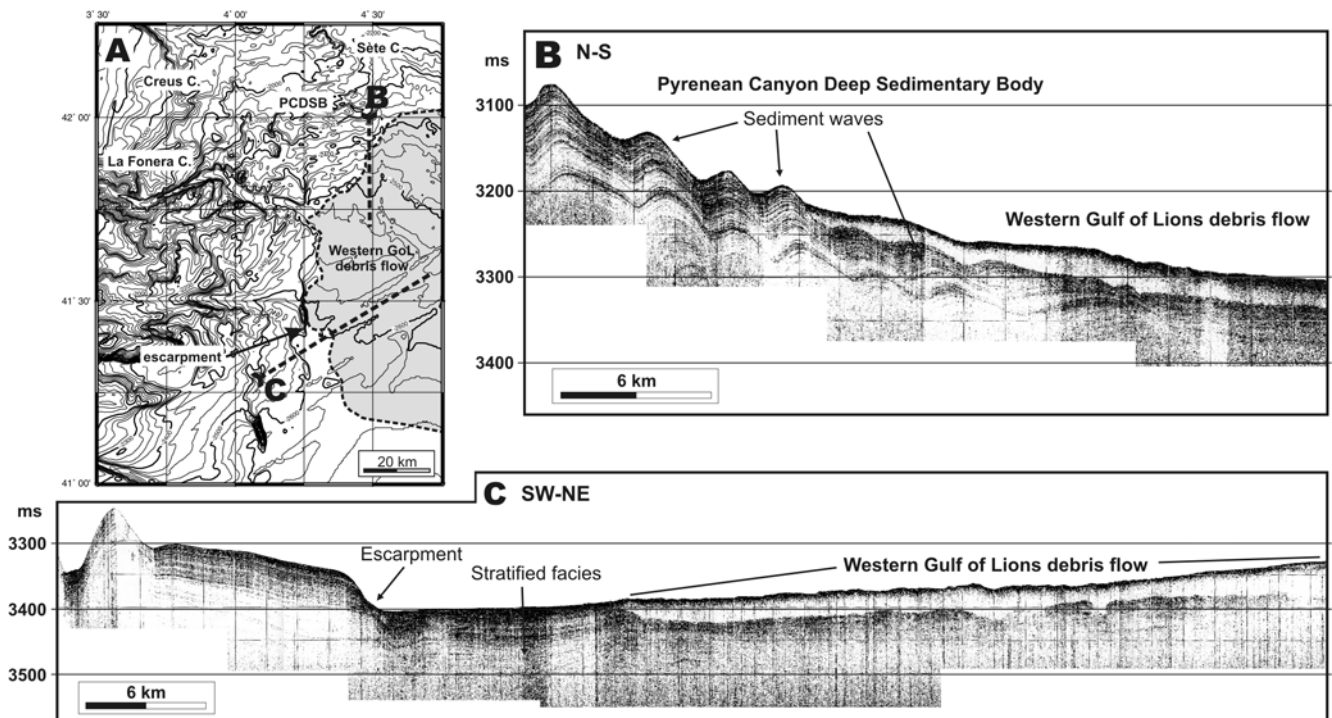 3˚ 30'
4˚ 00'
4˚ 30'
A
Sète C.
Creus C.
PCDSB
B
42˚ 00'
La Fonera C.
Western GoL
debris flow
41˚ 30'
escarpment
C
20 km
41˚ 00'
ms
B N-S
Pyrenean Canyon Deep Sedimentary Body
3100
Sediment waves
3200
Western Gulf of Lions debris flow
3300
3400
6 km
C SW-NE
ms
3300
Escarpment
Stratified facies
Western Gulf of Lions debris flow
3400
3500
6 km